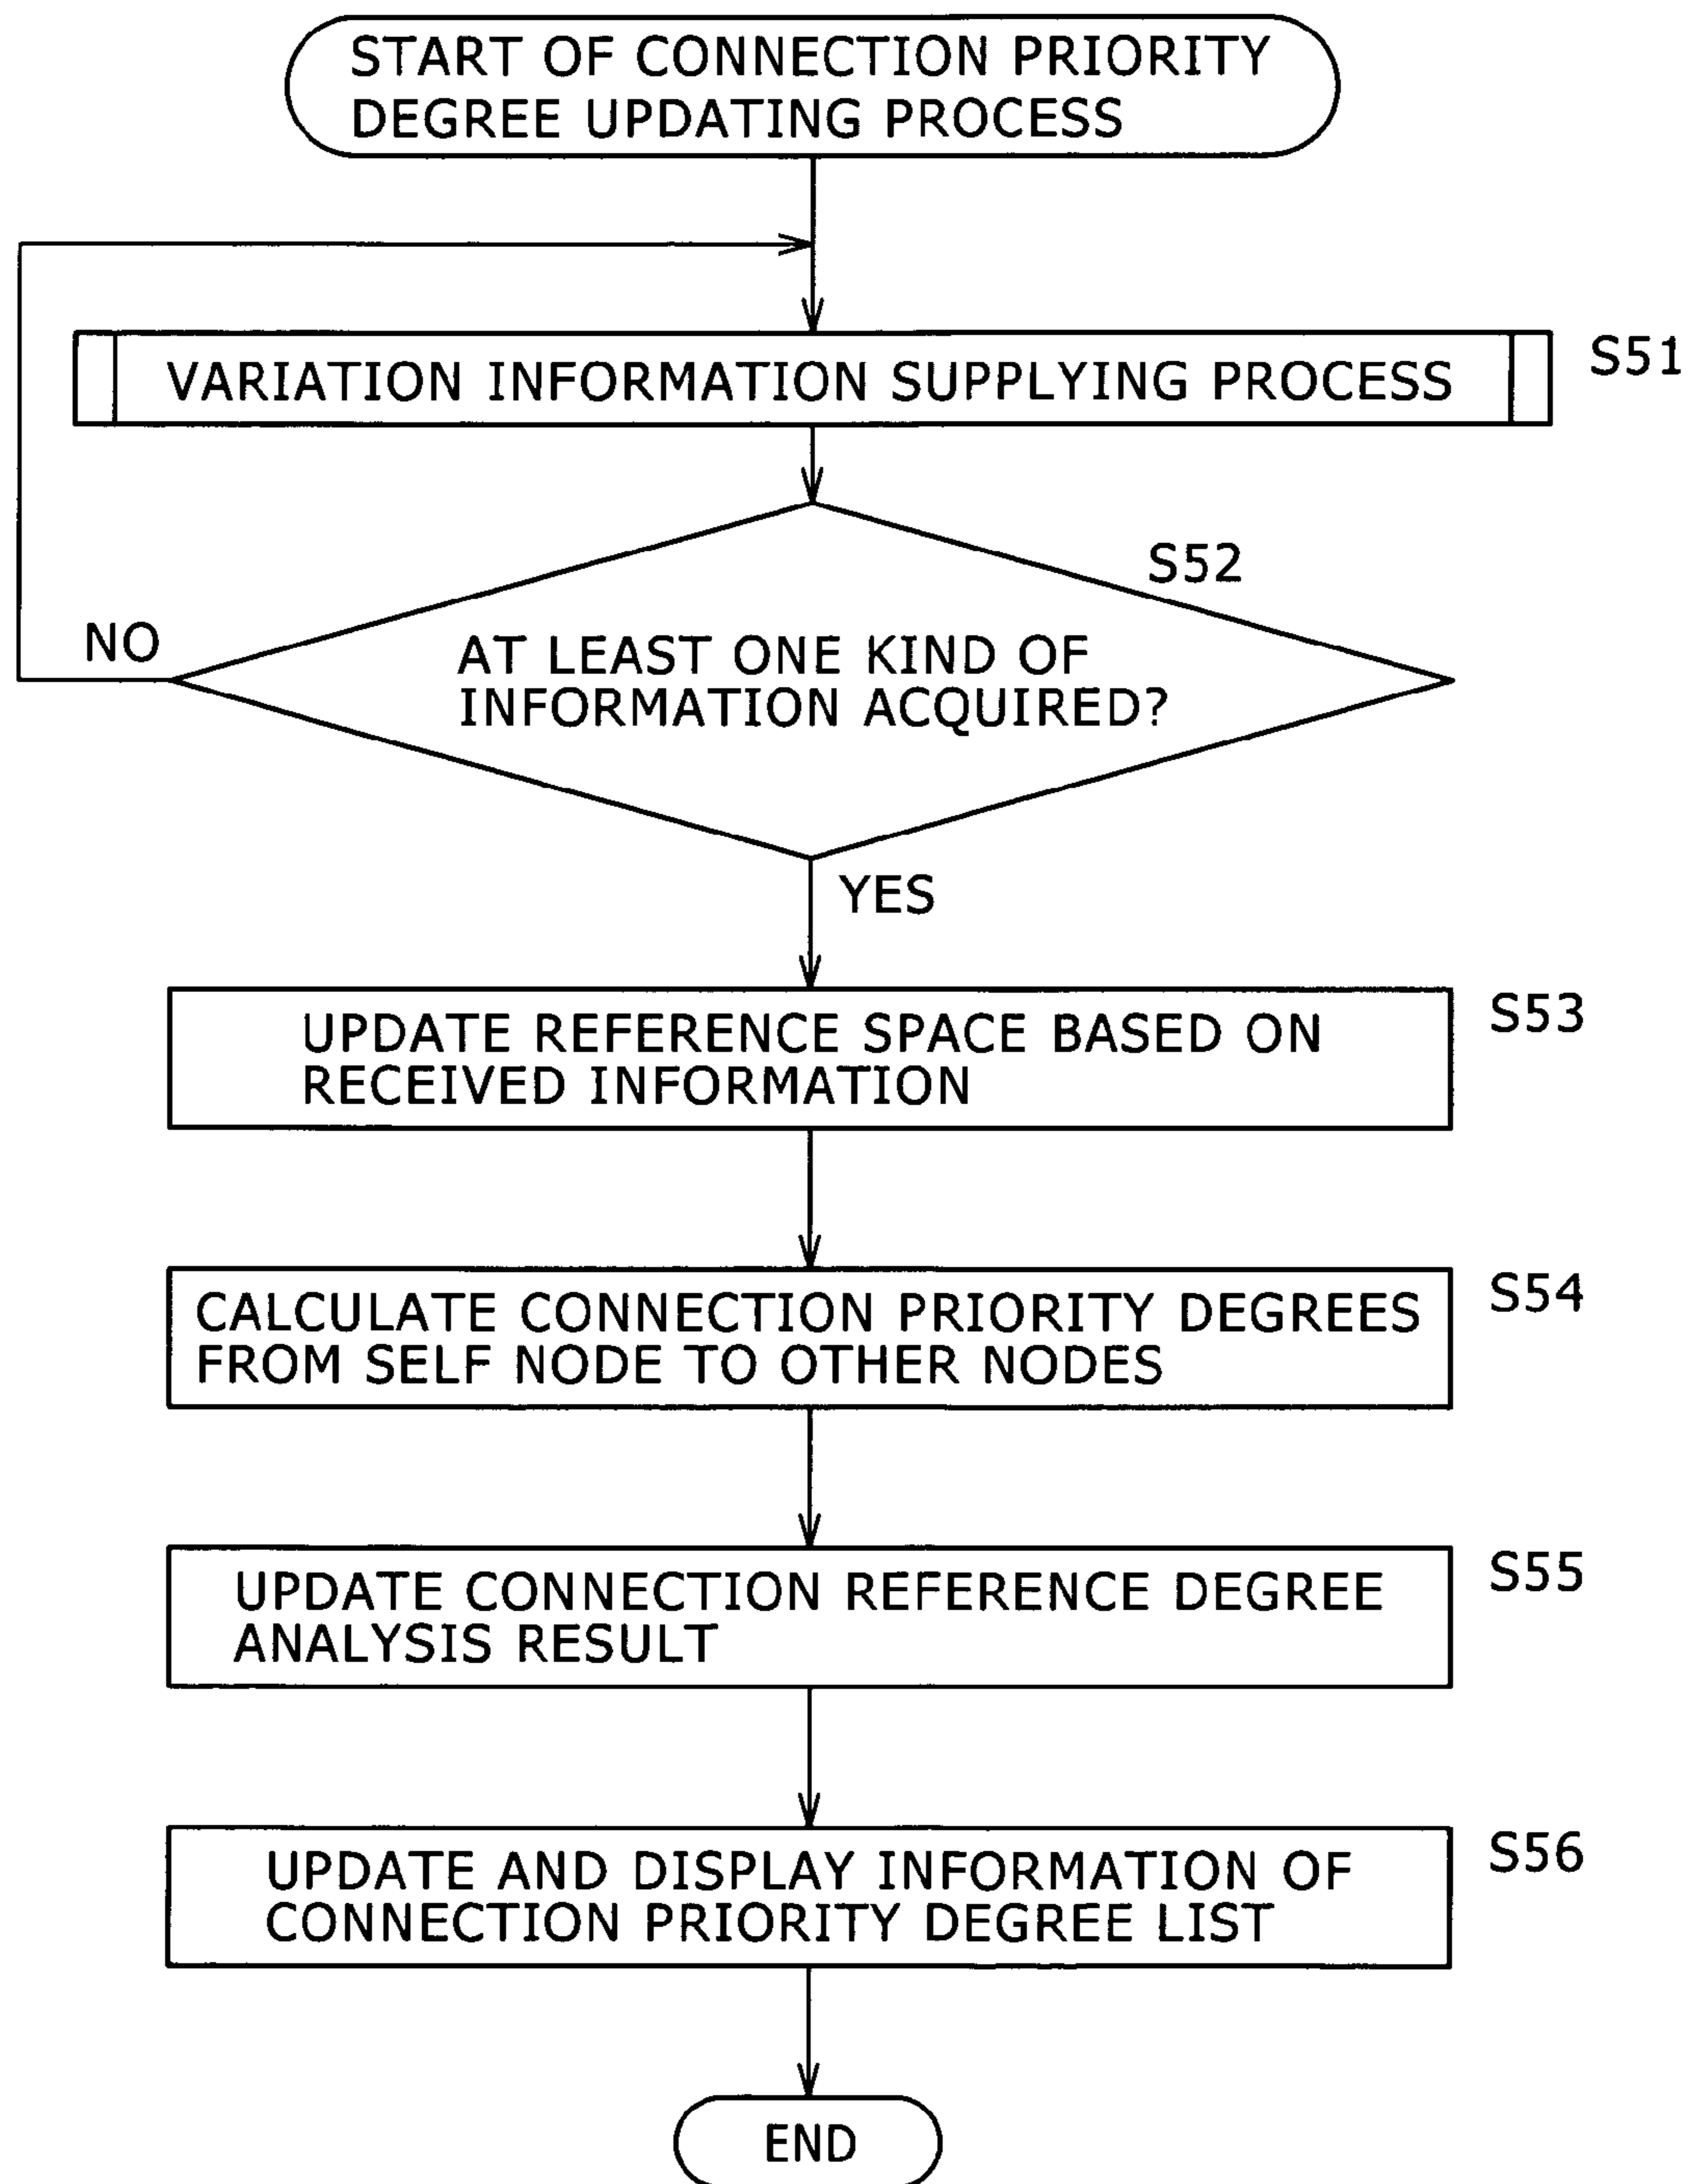 START OF CONNECTION PRIORITY
DEGREE UPDATING PROCESS
VARIATION INFORMATION SUPPLYING PROCESS
S51
S52
NO
AT LEAST ONE KIND OF
INFORMATION ACQUIRED?
YES
UPDATE REFERENCE SPACE BASED ON
RECEIVED INFORMATION
S53
CALCULATE CONNECTION PRIORITY DEGREES
FROM SELF NODE TO OTHER NODES
S54
UPDATE CONNECTION REFERENCE DEGREE
ANALYSIS RESULT
S55
UPDATE AND DISPLAY INFORMATION OF
CONNECTION PRIORITY DEGREE LIST
S56
END